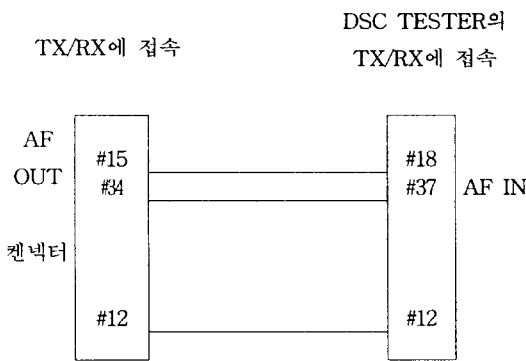 TX/RX에 접속
DSC TESTER의
TX/RX에 접속
AF
OUT
켄넥터
#15
#34
#12
#18
#37
#12
AF IN